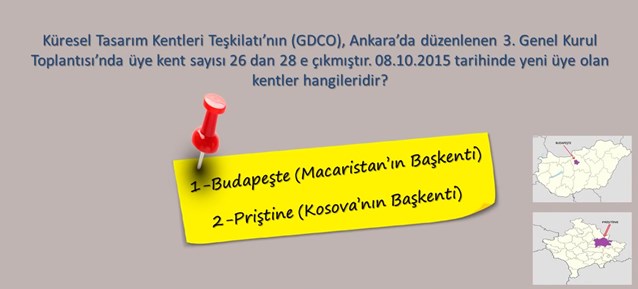 Küresel Tasarım Kentleri Teşkilatı’nın (GDCO), Ankara’da düzenlenen 3. Genel Kurul
Toplantısı’nda üye kent sayısı 26 dan 28 e çıkmıştır. 08.10.2015 tarihinde yeni üye olan
kentler hangileridir?
1-Budapeşte (Macaristan’ın Başkenti)
2-Priştine (Kosova’nın Başkenti)
BUDAPEŞTE